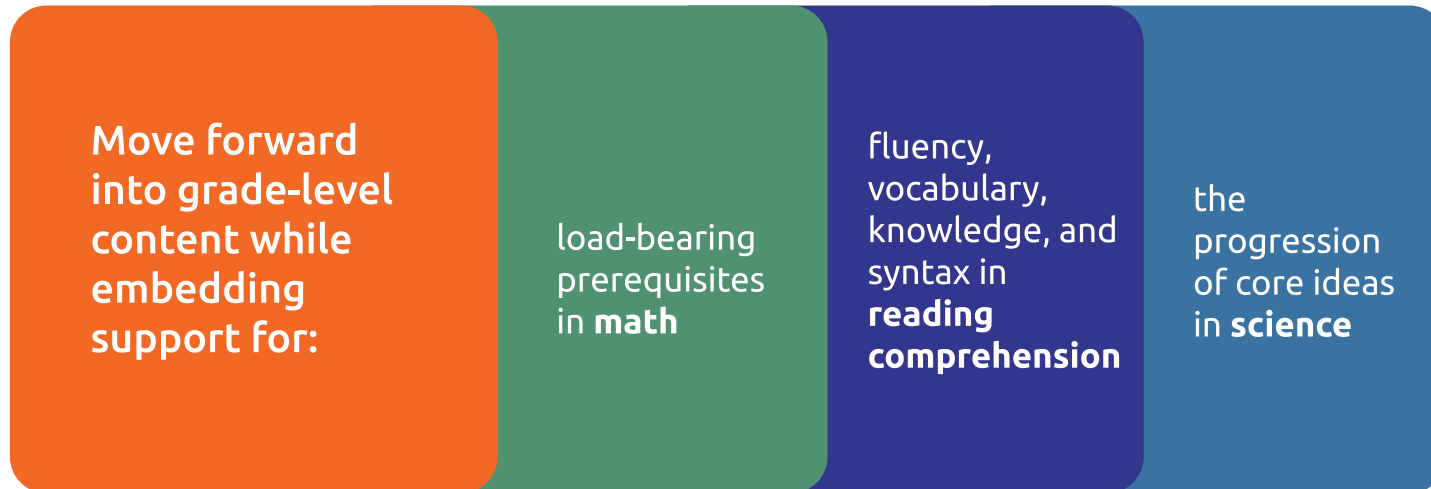 Move forward
into grade-level
content while
embedding
support for:
load-bearing
prerequisites
in math
fluency,
vocabulary,
knowledge, and
syntax in
reading
comprehension
the
progression
of core ideas
in science